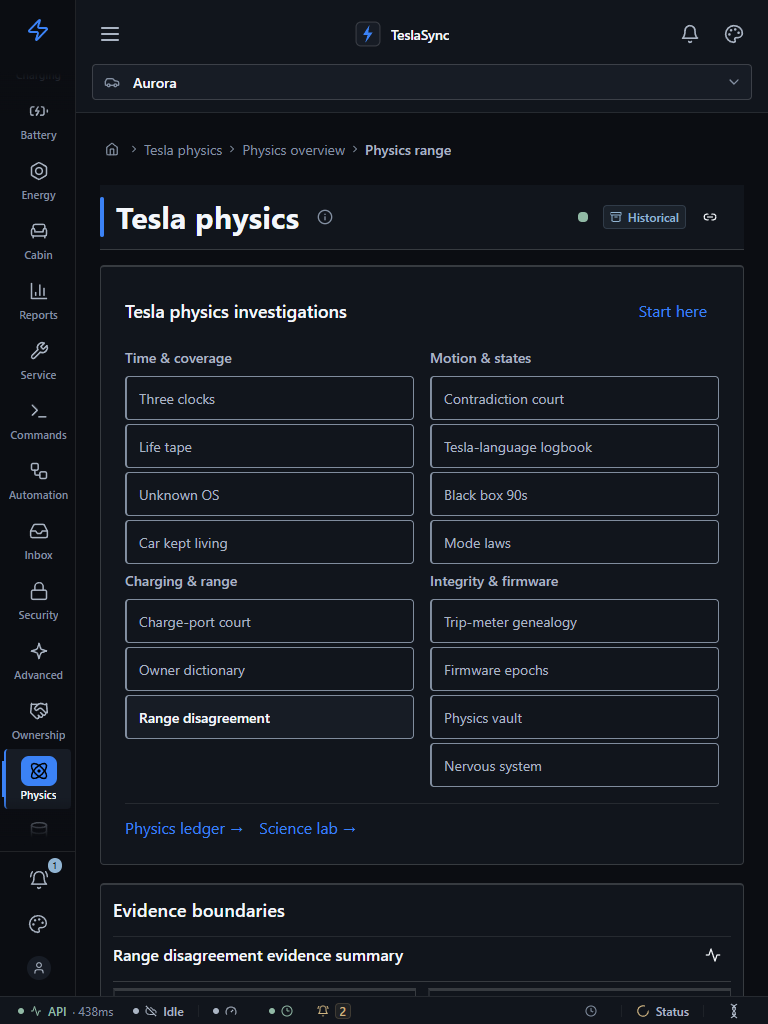 TeslaSync
Aurora
Charging
Battery
Energy
Cabin
Reports
Service
Commands
Automation
Inbox
Security
Advanced
Ownership
Physics
1
Tesla physics > Physics overview > Physics range
Tesla physics
Historical
Tesla physics investigations
Start here
Time & coverage
Three clocks
Life tape
Unknown OS
Car kept living
Motion & states
Contradiction court
Tesla-language logbook
Black box 90s
Mode laws
Charging & range
Charge-port court
Owner dictionary
Range disagreement
Integrity & firmware
Trip-meter genealogy
Firmware epochs
Physics vault
Nervous system
Physics ledger →
Science lab →
Evidence boundaries
Range disagreement evidence summary
API · 438ms
Idle
2
Status